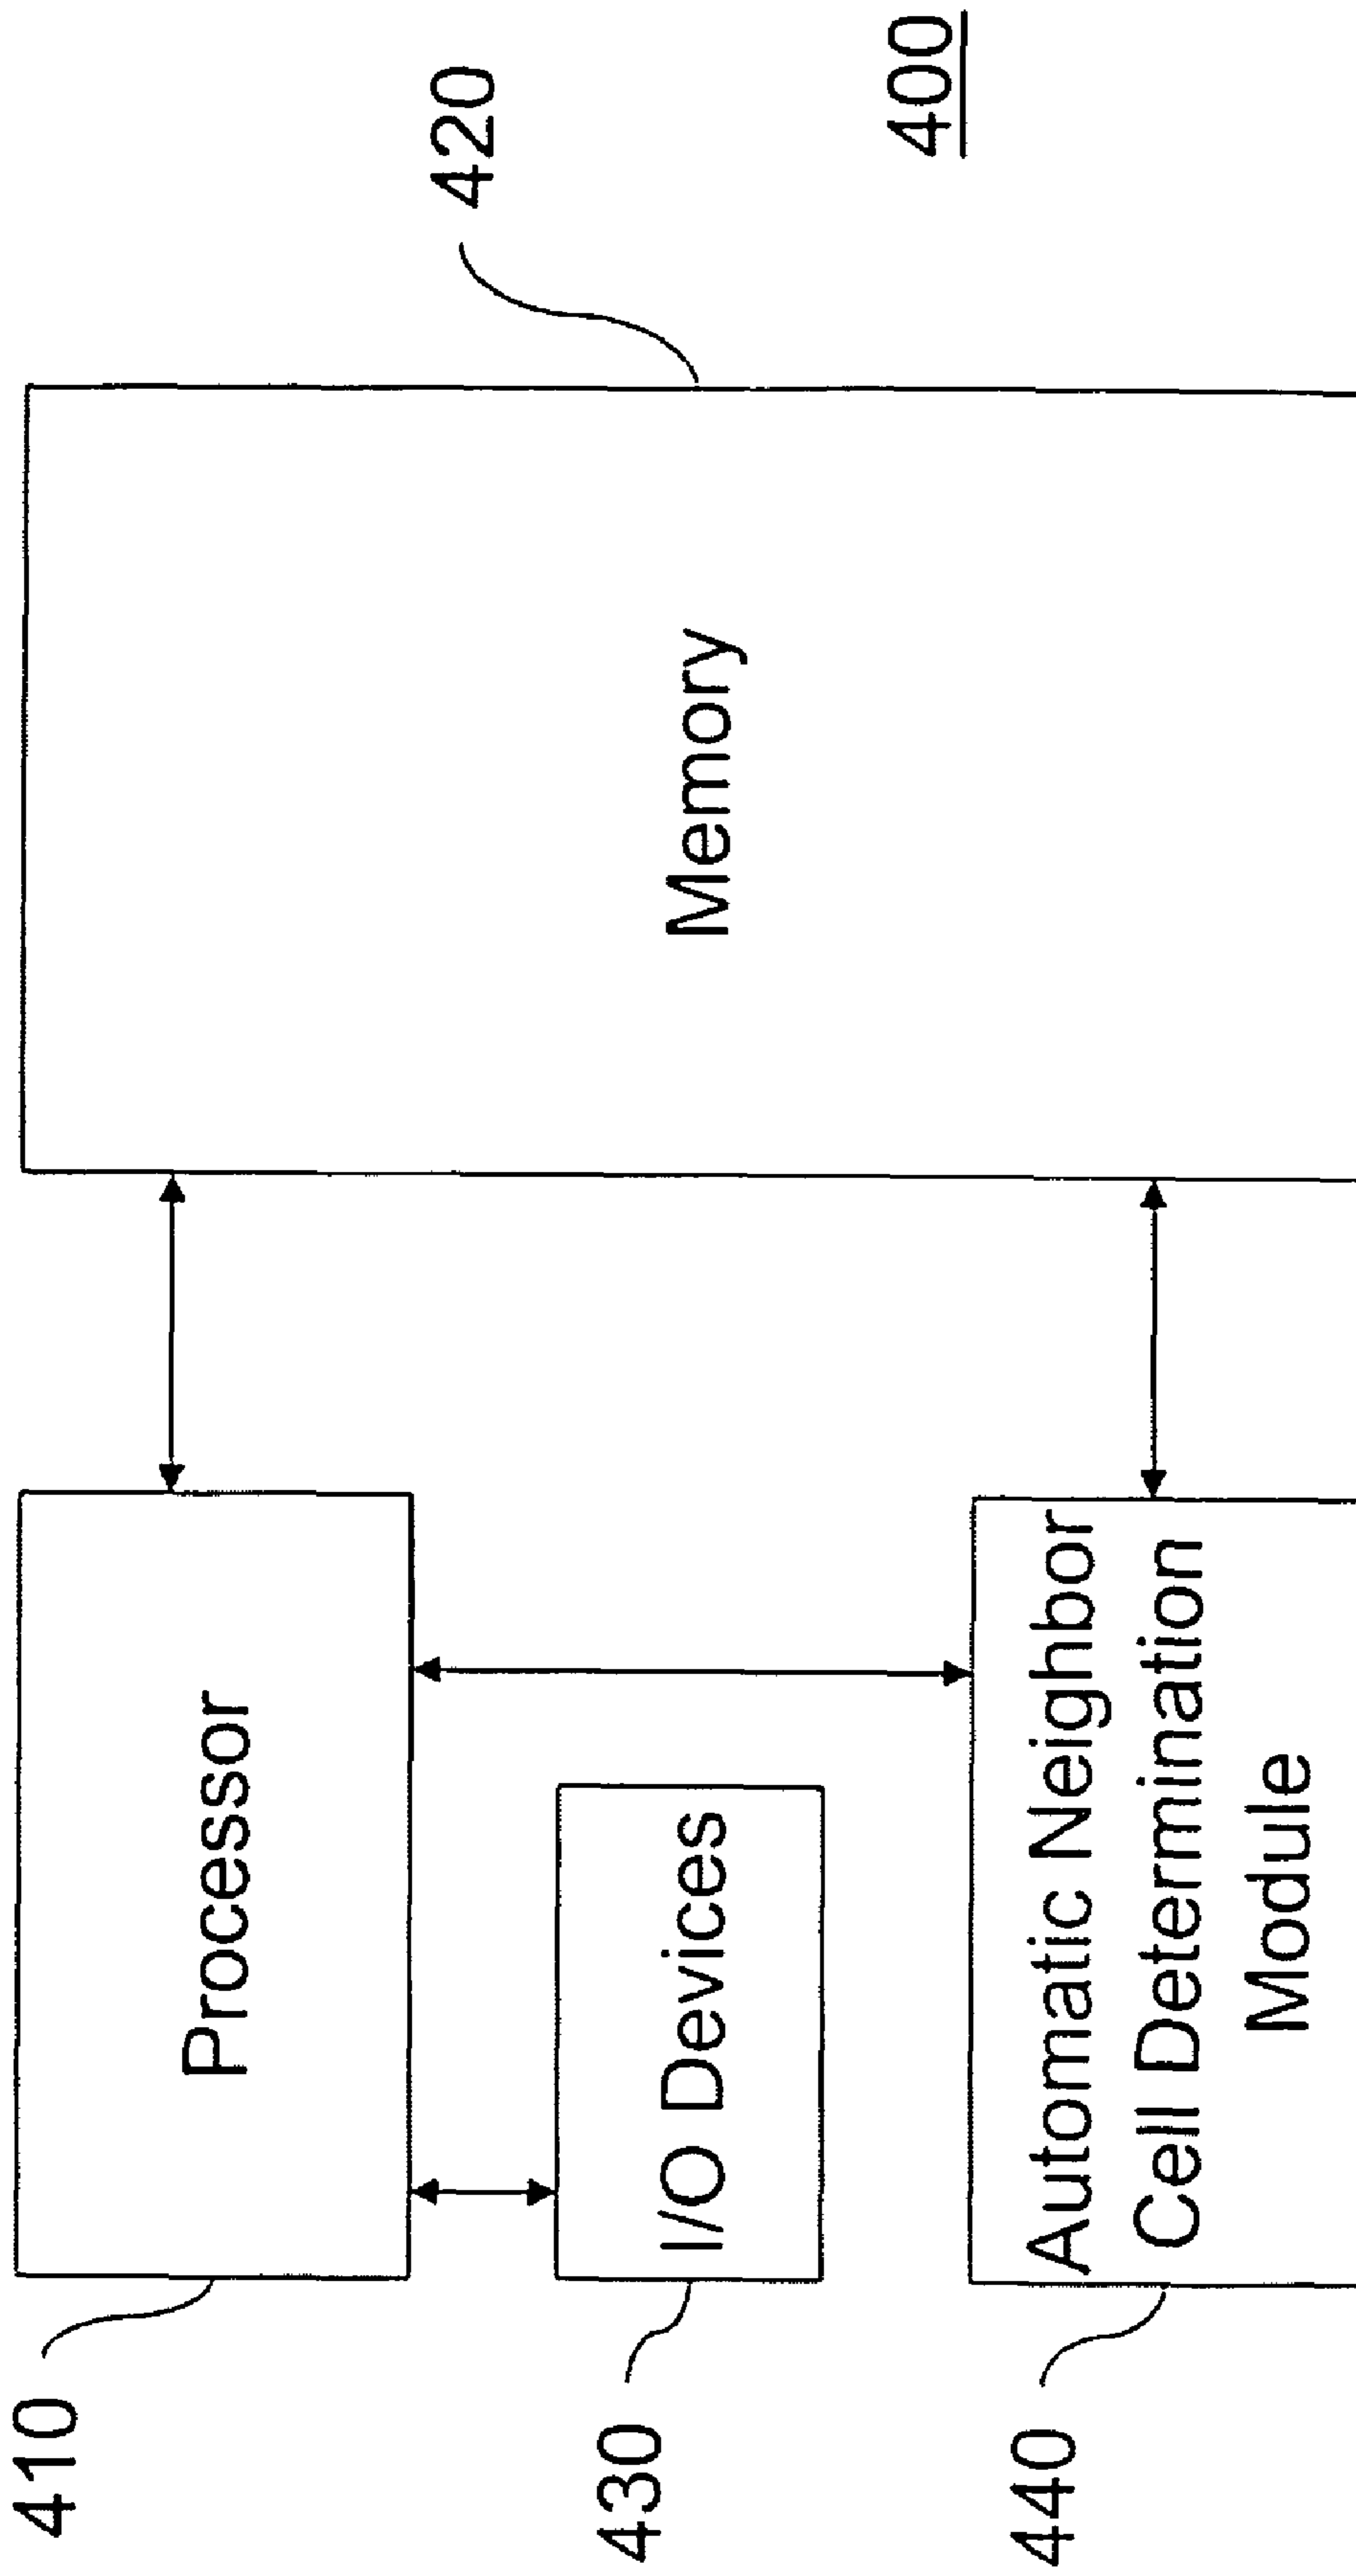 410
Processor
420
Memory
430
I/O Devices
440
Automatic Neighbor
Cell Determination
Module
400